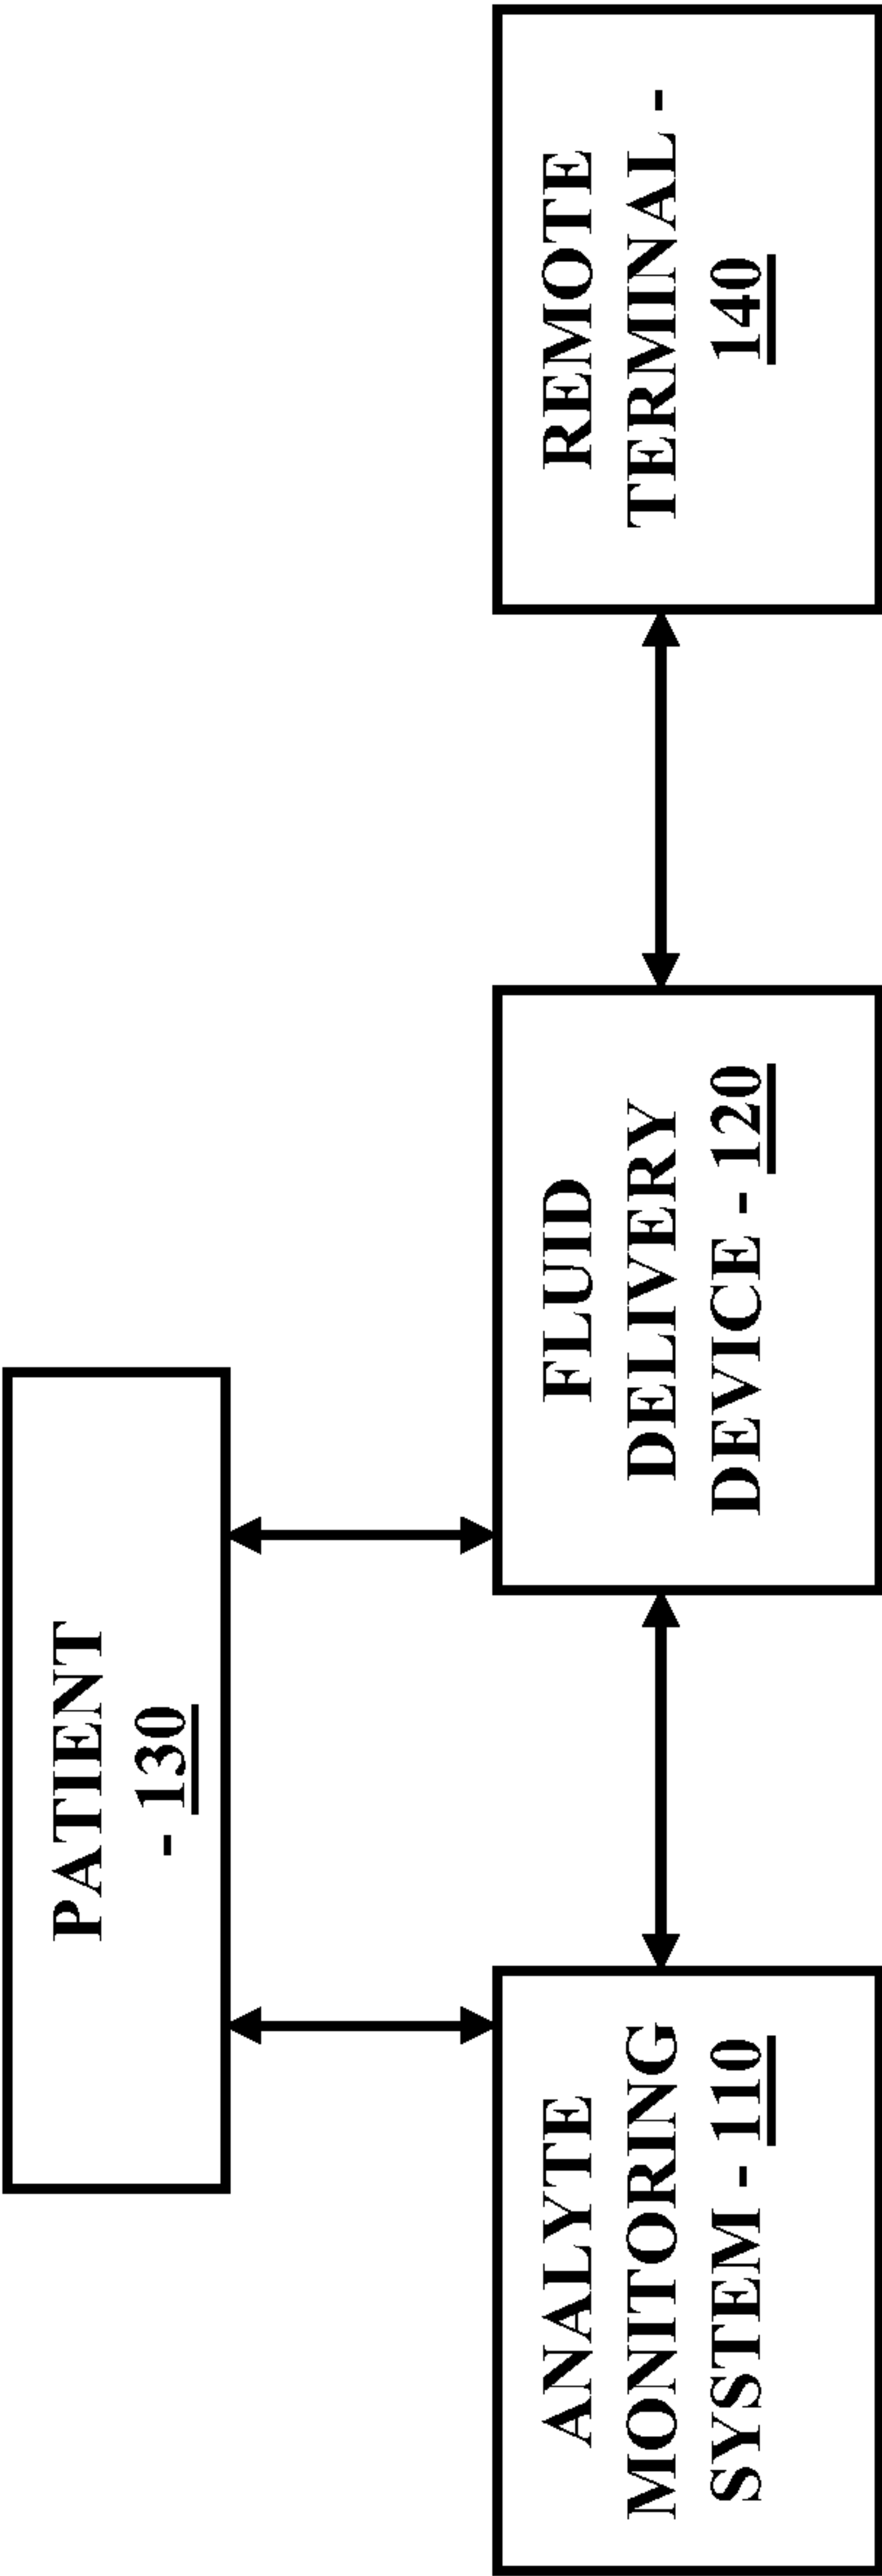 PATIENT
- 130
ANALYTE
MONITORING
SYSTEM - 110
FLUID
DELIVERY
DEVICE - 120
REMOTE
TERMINAL -
140